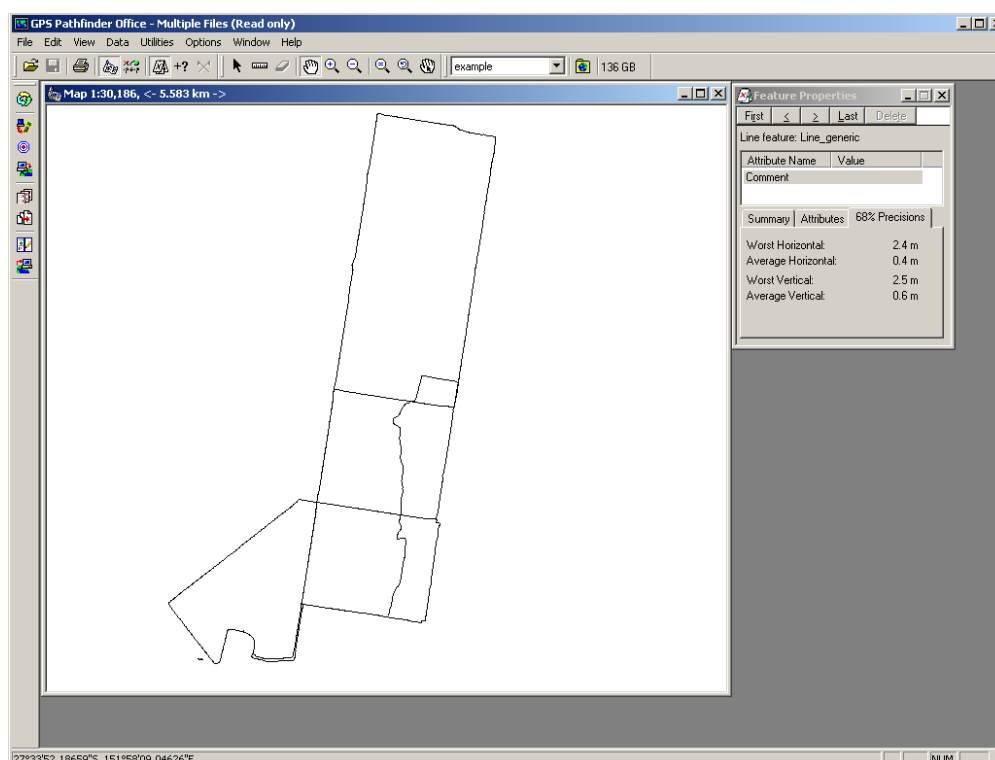 GPS Pathfinder Office - Multiple Files (Read only)
File Edit View Data Utilities Options Window Help
+? example 136 GB
Map 1:30,186, <- 5.583 km ->
Feature Properties
First < > Last Delete
Line feature: Line_generic
Attribute Name Value
Comment
Summary Attributes 68% Precisions
Worst Horizontal: 2.4 m
Average Horizontal: 0.4 m
Worst Vertical: 2.5 m
Average Vertical: 0.6 m
27°33'52.18659"S, 151°58'09.04626"E NUM